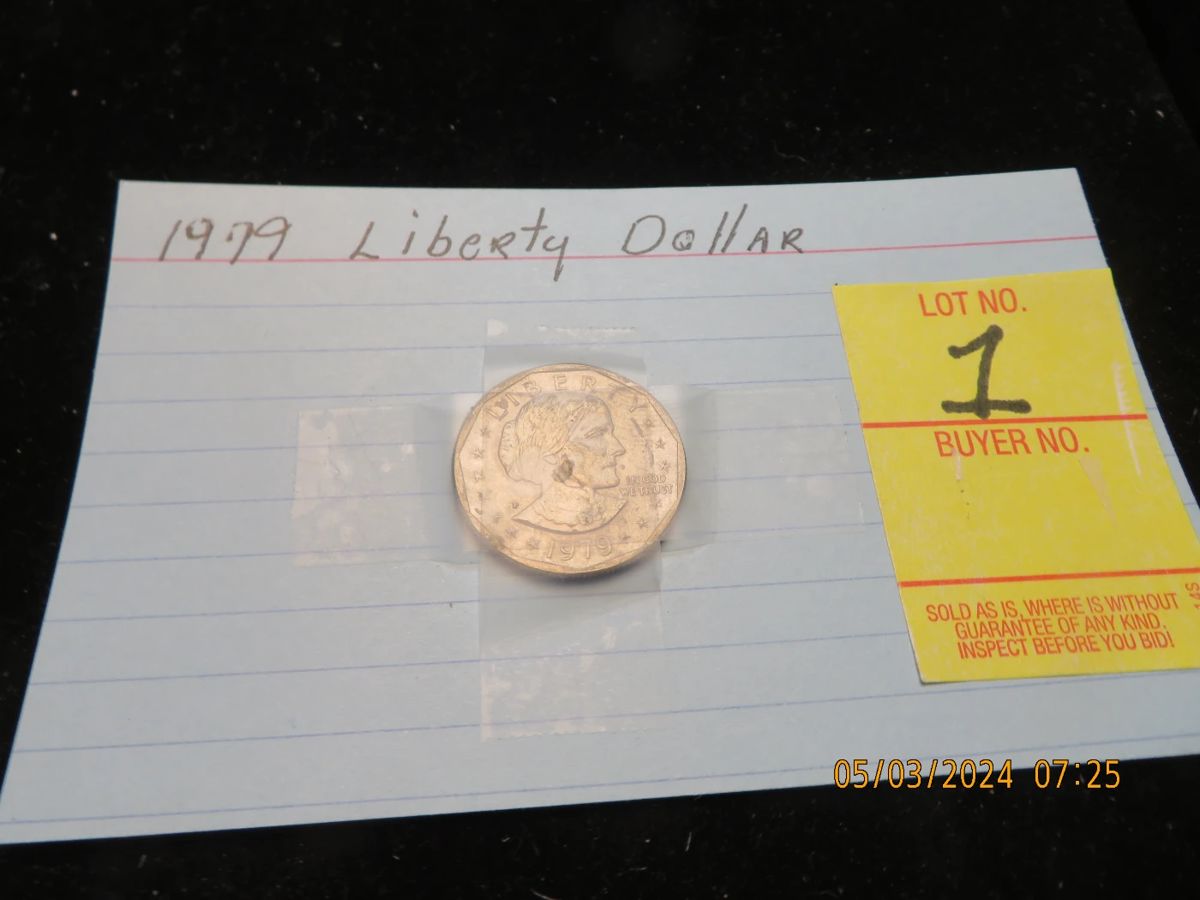 1979 Liberty Dollar
LOT NO.
1
BUYER NO.
SOLD AS IS, WHERE IS WITHOUT
GUARANTEE OF ANY KIND.
INSPECT BEFORE YOU BID!
LIBERTY
IN GOD
WE TRUST
1979
05/03/2024 07:25